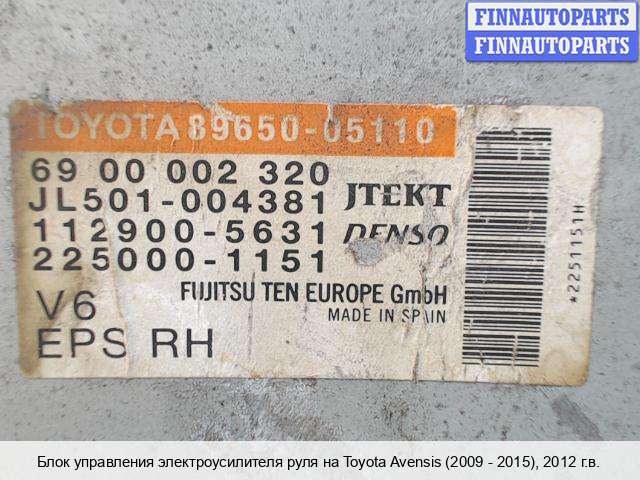 FINNAUTOPARTS
FINNAUTOPARTS
TOYOTA 89650-05110
69 00 002 320
JL501-004381 JTEKT
112900-5631 DENSO
225000-1151
V6 FUJITSU TEN EUROPE GmbH
MADE IN SPAIN
EPS RH
*2251151H
Блок управления электроусилителя руля на Toyota Avensis (2009 - 2015), 2012 г.в.